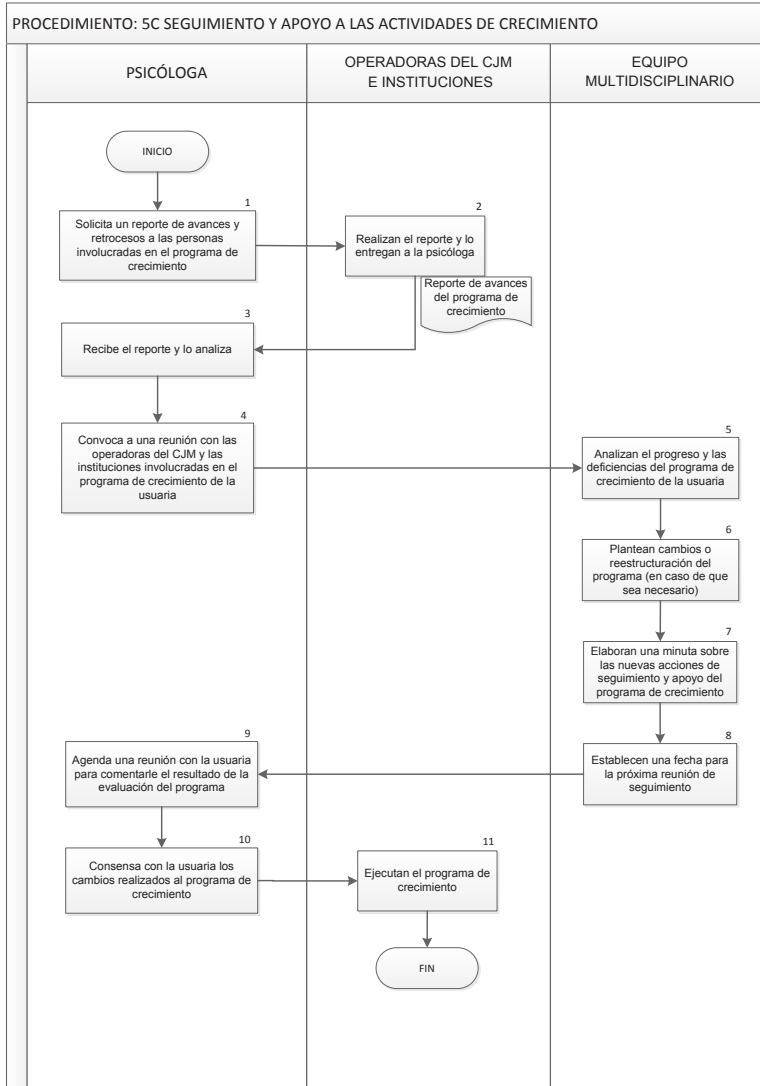 PROCEDIMIENTO: 5C SEGUIMIENTO Y APOYO A LAS ACTIVIDADES DE CRECIMIENTO
PSICÓLOGA
OPERADORAS DEL CJM
E INSTITUCIONES
EQUIPO
MULTIDISCIPLINARIO
INICIO
1
Solicita un reporte de avances y
retrocesos a las personas
involucradas en el programa de
crecimiento
2
Realizan el reporte y lo
entregan a la psicóloga
Reporte de avances
del programa de
crecimiento
3
Recibe el reporte y lo analiza
4
Convoca a una reunión con las
operadoras del CJM y las
instituciones involucradas en el
programa de crecimiento de la
usuaria
5
Analizan el progreso y las
deficiencias del programa de
crecimiento de la usuaria
6
Plantean cambios o
reestructuración del
programa (en caso de que
sea necesario)
7
Elaboran una minuta sobre
las nuevas acciones de
seguimiento y apoyo del
programa de crecimiento
8
Establecen una fecha para
la próxima reunión de
seguimiento
9
Agenda una reunión con la usuaria
para comentarle el resultado de la
evaluación del programa
10
Consensa con la usuaria los
cambios realizados al programa de
crecimiento
11
Ejecutan el programa de
crecimiento
FIN